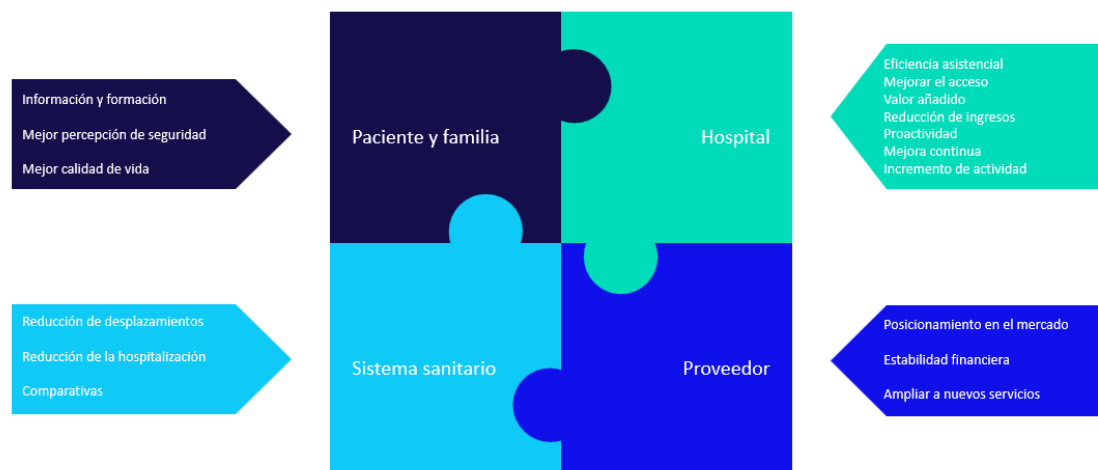 Información y formación
Mejor percepción de seguridad
Mejor calidad de vida
Paciente y familia
Hospital
Eficiencia asistencial
Mejorar el acceso
Valor añadido
Reducción de ingresos
Proactividad
Mejora continua
Incremento de actividad
Reducción de desplazamientos
Reducción de la hospitalización
Comparativas
Sistema sanitario
Proveedor
Posicionamiento en el mercado
Estabilidad financiera
Ampliar a nuevos servicios